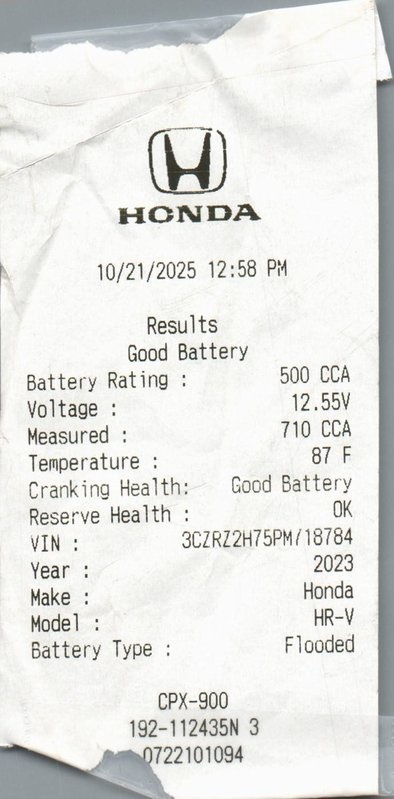 HONDA
10/21/2025 12:58 PM
Results
Good Battery
Battery Rating : 500 CCA
Voltage : 12.55V
Measured : 710 CCA
Temperature : 87 F
Cranking Health: Good Battery
Reserve Health : OK
VIN : 3CZRZ2H75PM718784
Year : 2023
Make : Honda
Model : HR-V
Battery Type : Flooded
CPX-900
192-112435N 3
0722101094